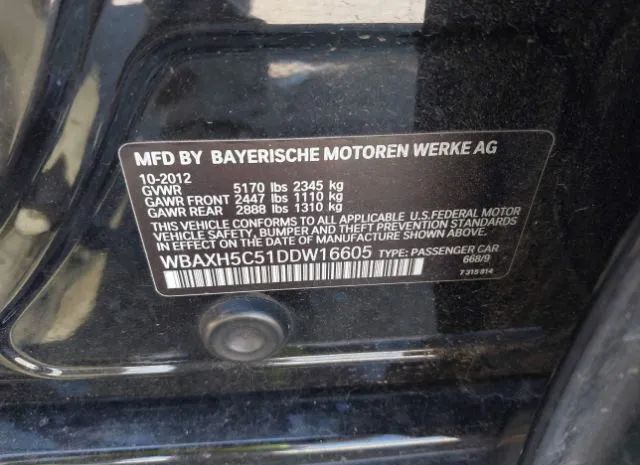 MFD BY BAYERISCHE MOTOREN WERKE AG
10-2012
GVWR 5170 lbs 2345 kg
GAWR FRONT 2447 lbs 1110 kg
GAWR REAR 2888 lbs 1310 kg
THIS VEHICLE CONFORMS TO ALL APPLICABLE U.S.FEDERAL MOTOR
VEHICLE SAFETY, BUMPER AND THEFT PREVENTION STANDARDS
IN EFFECT ON THE DATE OF MANUFACTURE SHOWN ABOVE.
WBAXH5C51DDW16605 TYPE: PASSENGER CAR
668/9
7 315 814